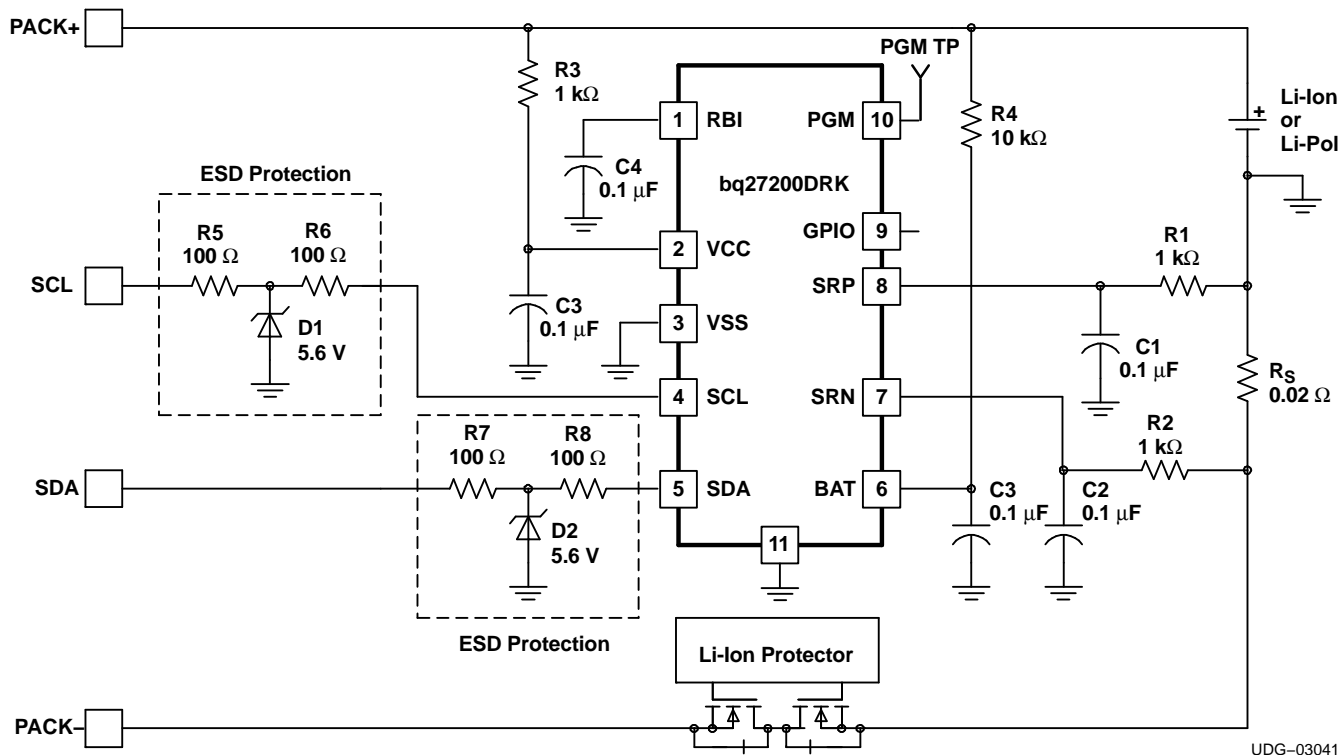 PACK+
PGM TP
R3
1 kΩ
R4
10 kΩ
+
Li-Ion
or
Li-Pol
1
RBI
PGM
10
C4
0.1 μF
bq27200DRK
ESD Protection
R5
100 Ω
R6
100 Ω
SCL
D1
5.6 V
2
VCC
GPIO
9
R1
1 kΩ
SRP
8
C3
0.1 μF
3
VSS
C1
0.1 μF
RS
0.02 Ω
4
SCL
SRN
7
R2
1 kΩ
SDA
R7
100 Ω
R8
100 Ω
5
SDA
BAT
6
C3
0.1 μF
C2
0.1 μF
D2
5.6 V
11
ESD Protection
Li-Ion Protector
PACK–
UDG–03041